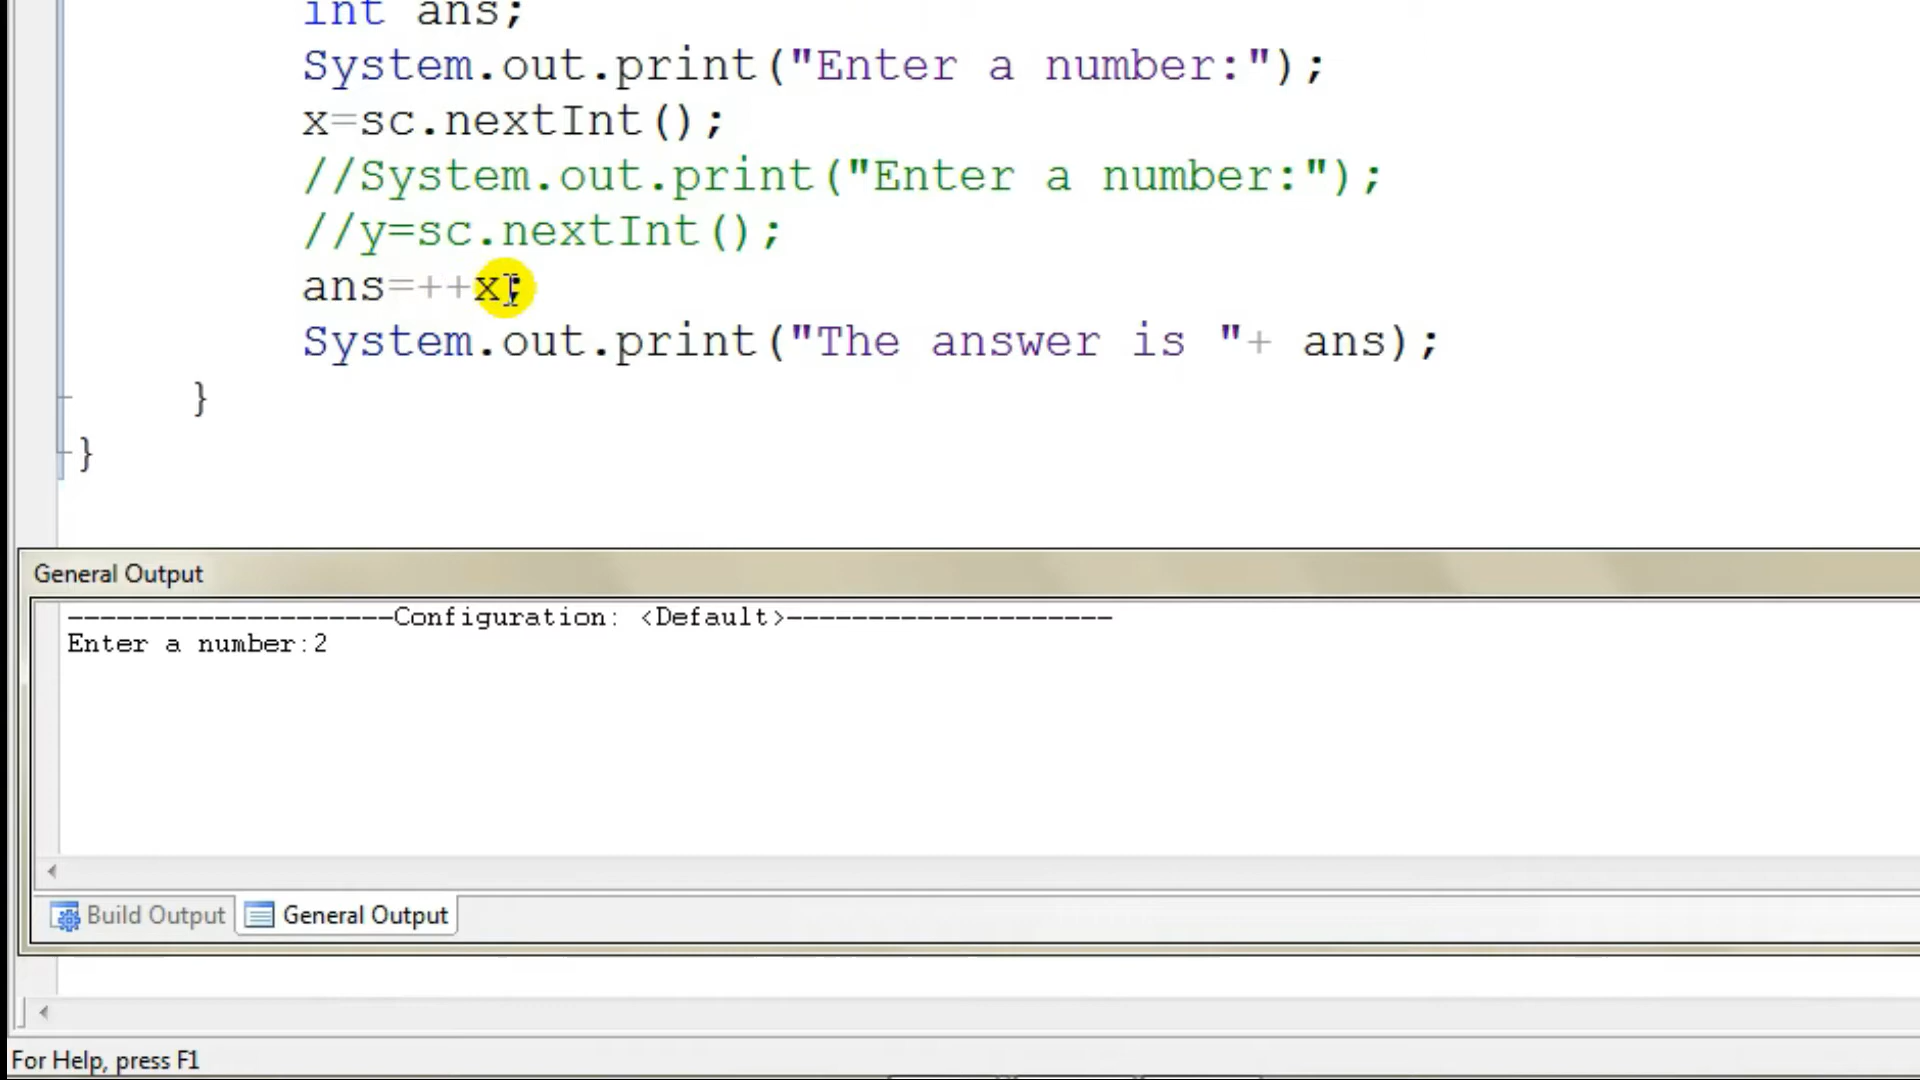 int ans;
System.out.print("Enter a number:");
x=sc.nextInt();
//System.out.print("Enter a number:");
//y=sc.nextInt();
ans=++x;
System.out.print("The answer is "+ ans);
}
}
General Output
--------------------Configuration: <Default>--------------------
Enter a number:2
Build Output
General Output
For Help, press F1